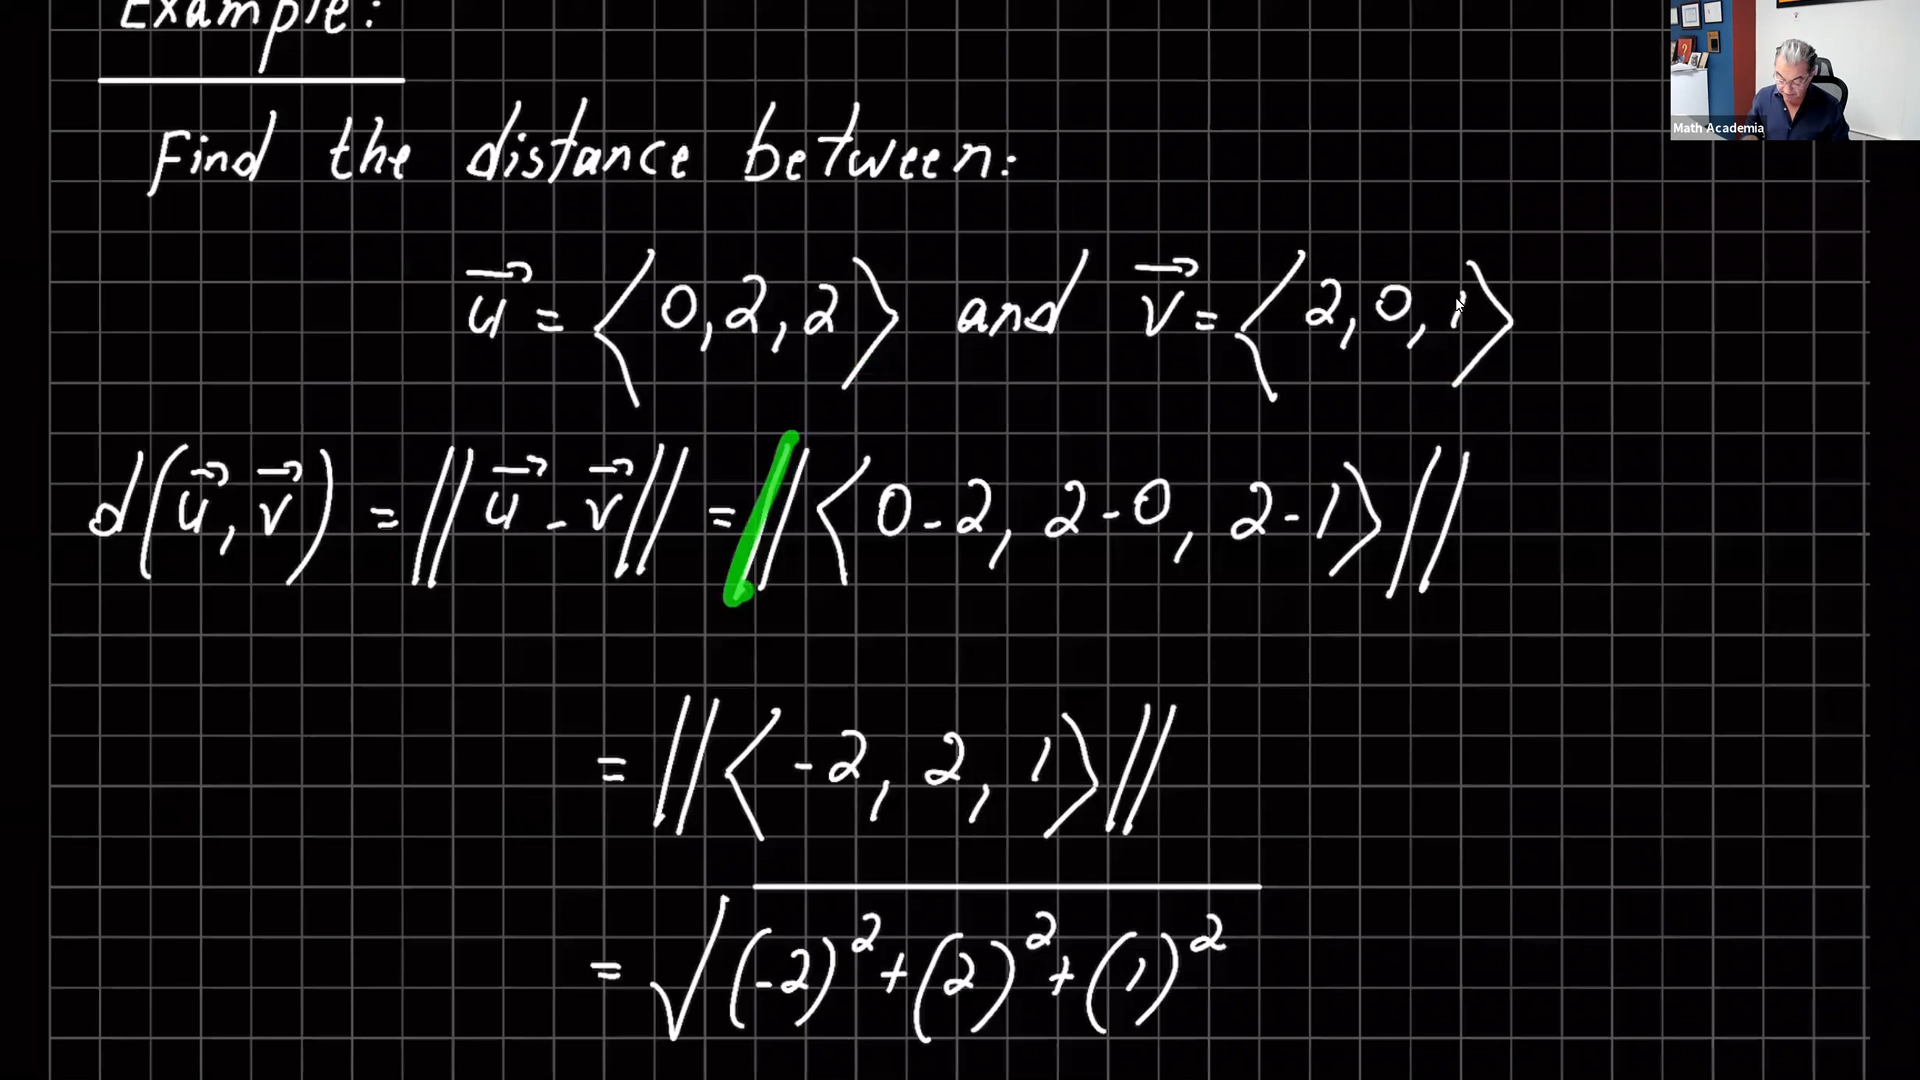 Example:
Math Academia
Find the distance between:
u⃗ = ⟨0, 2, 2⟩ and v⃗ = ⟨2, 0, 1⟩
d(u⃗, v⃗) = ||u⃗ - v⃗|| = ||⟨0-2, 2-0, 2-1⟩||
= ||⟨-2, 2, 1⟩||
= √((-2)² + (2)² + (1)²)